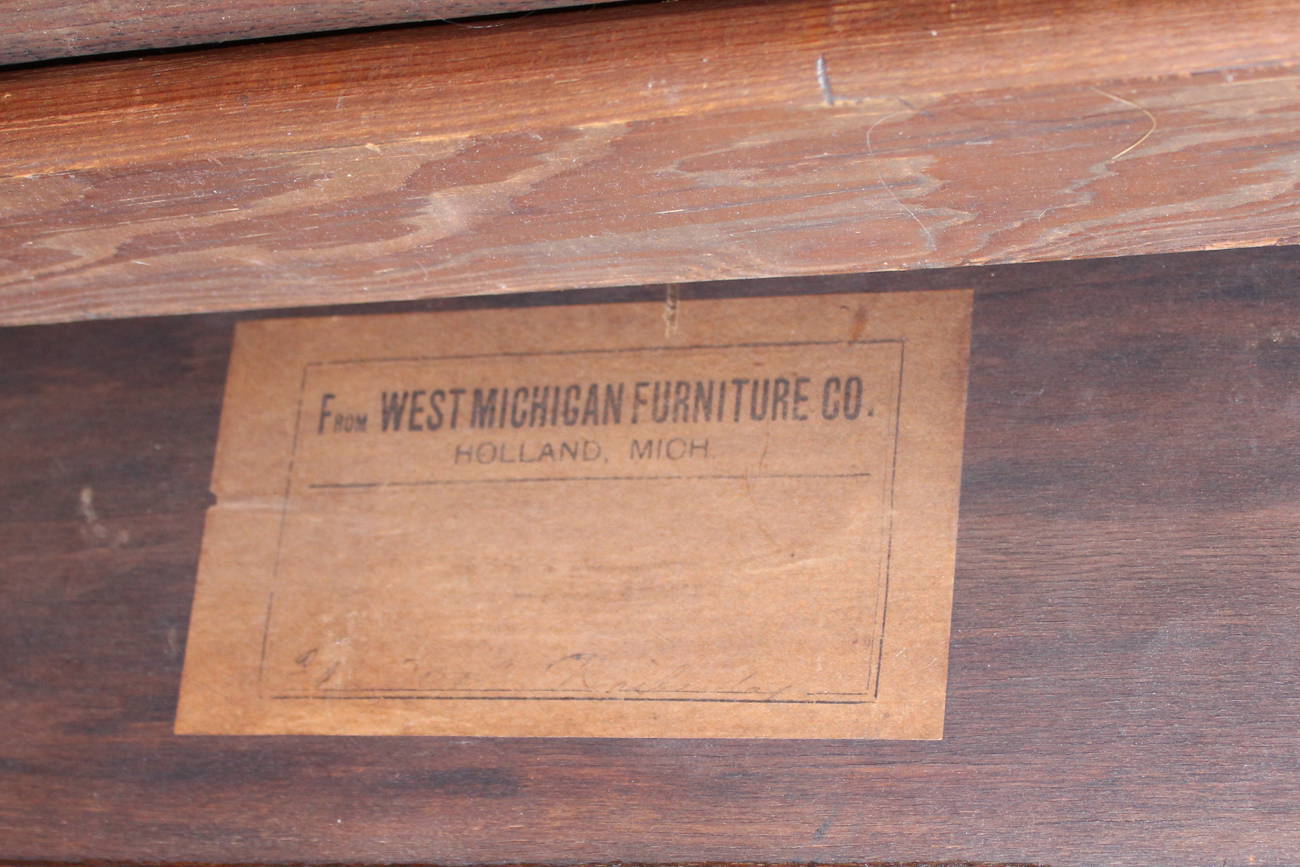 From WEST MICHIGAN FURNITURE CO.
HOLLAND, MICH.